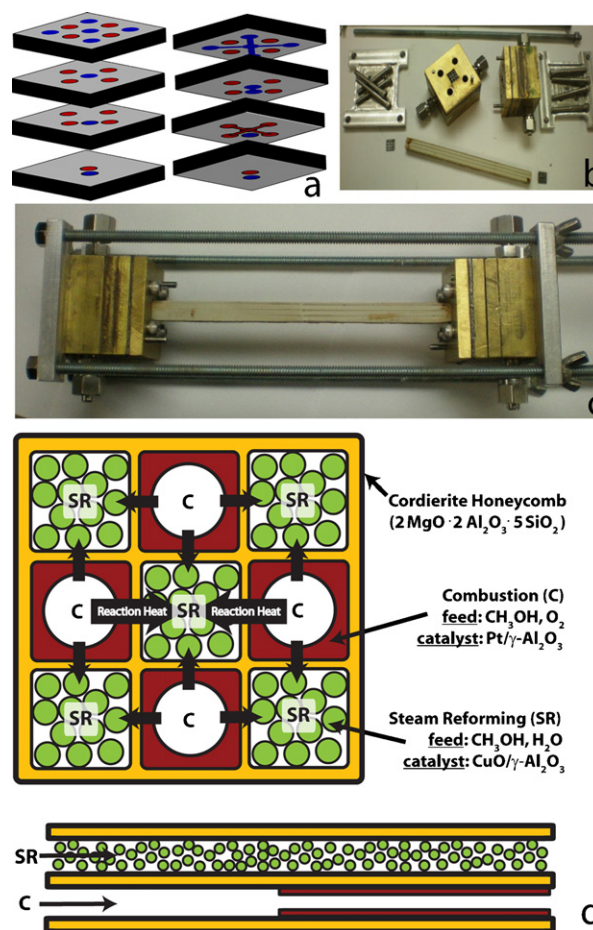 a
b
SR
C
SR
Cordierite Honeycomb
(2 MgO · 2 Al₂O₃· 5 SiO₂)
C
Reaction Heat
SR
Reaction Heat
C
Combustion (C)
feed: CH₃OH, O₂
catalyst: Pt/γ-Al₂O₃
SR
C
SR
Steam Reforming (SR)
feed: CH₃OH, H₂O
catalyst: CuO/γ-Al₂O₃
SR
C